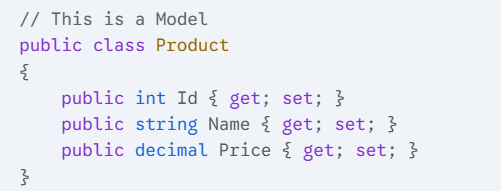 // This is a Model
public class Product
{
    public int Id { get; set; }
    public string Name { get; set; }
    public decimal Price { get; set; }
}